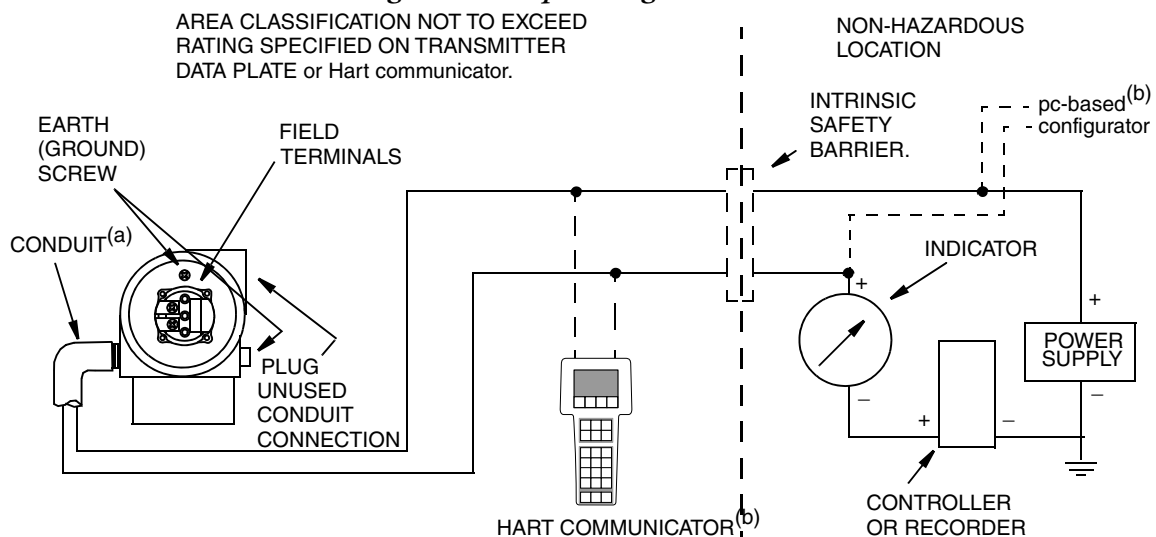 AREA CLASSIFICATION NOT TO EXCEED
RATING SPECIFIED ON TRANSMITTER
DATA PLATE or Hart communicator.
NON-HAZARDOUS
LOCATION
EARTH
(GROUND)
SCREW
FIELD
TERMINALS
INTRINSIC
SAFETY
BARRIER.
pc-based(b)
configurator
CONDUIT(a)
INDICATOR
PLUG
UNUSED
CONDUIT
CONNECTION
+
–
+
–
+
POWER
SUPPLY
–
HART COMMUNICATOR(b)
CONTROLLER
OR RECORDER